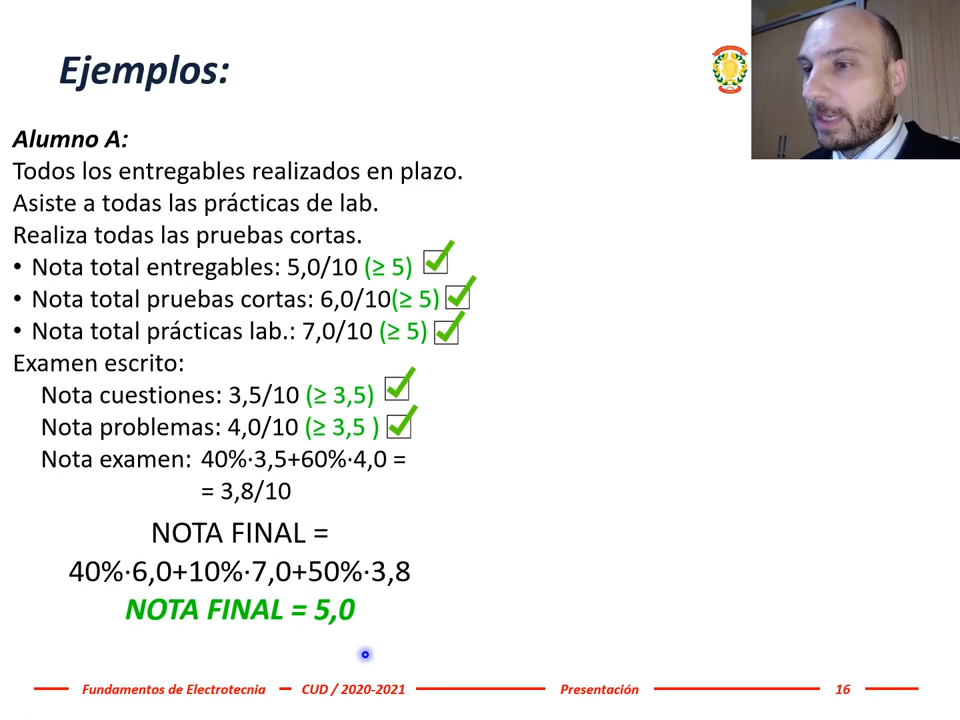 Ejemplos:
Alumno A:
Todos los entregables realizados en plazo.
Asiste a todas las prácticas de lab.
Realiza todas las pruebas cortas.
• Nota total entregables: 5,0/10 (≥ 5)
• Nota total pruebas cortas: 6,0/10(≥ 5)
• Nota total prácticas lab.: 7,0/10 (≥ 5)
Examen escrito:
Nota cuestiones: 3,5/10 (≥ 3,5)
Nota problemas: 4,0/10 (≥ 3,5 )
Nota examen: 40%·3,5+60%·4,0 =
= 3,8/10
NOTA FINAL =
40%·6,0+10%·7,0+50%·3,8
NOTA FINAL = 5,0
Fundamentos de Electrotecnia CUD / 2020-2021 Presentación 16